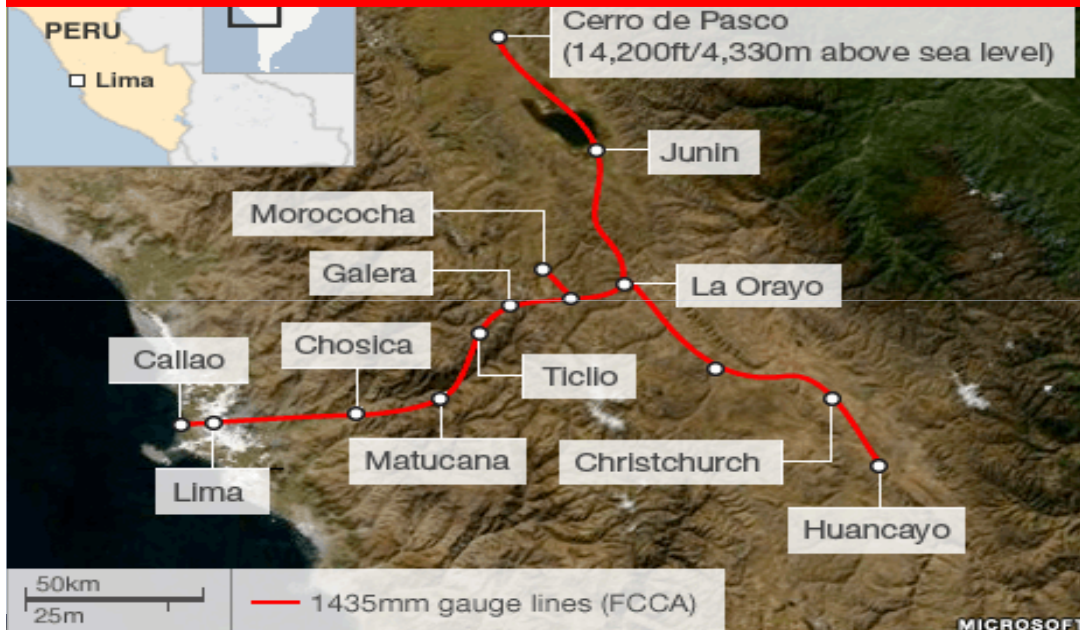 PERU
Lima
Cerro de Pasco
(14,200ft/4,330m above sea level)
Junin
Morococha
Galera
La Orayo
Chosica
Callao
Ticlio
Matucana
Christchurch
Lima
Huancayo
50km
25m
1435mm gauge lines (FCCA)
MICROSOFT